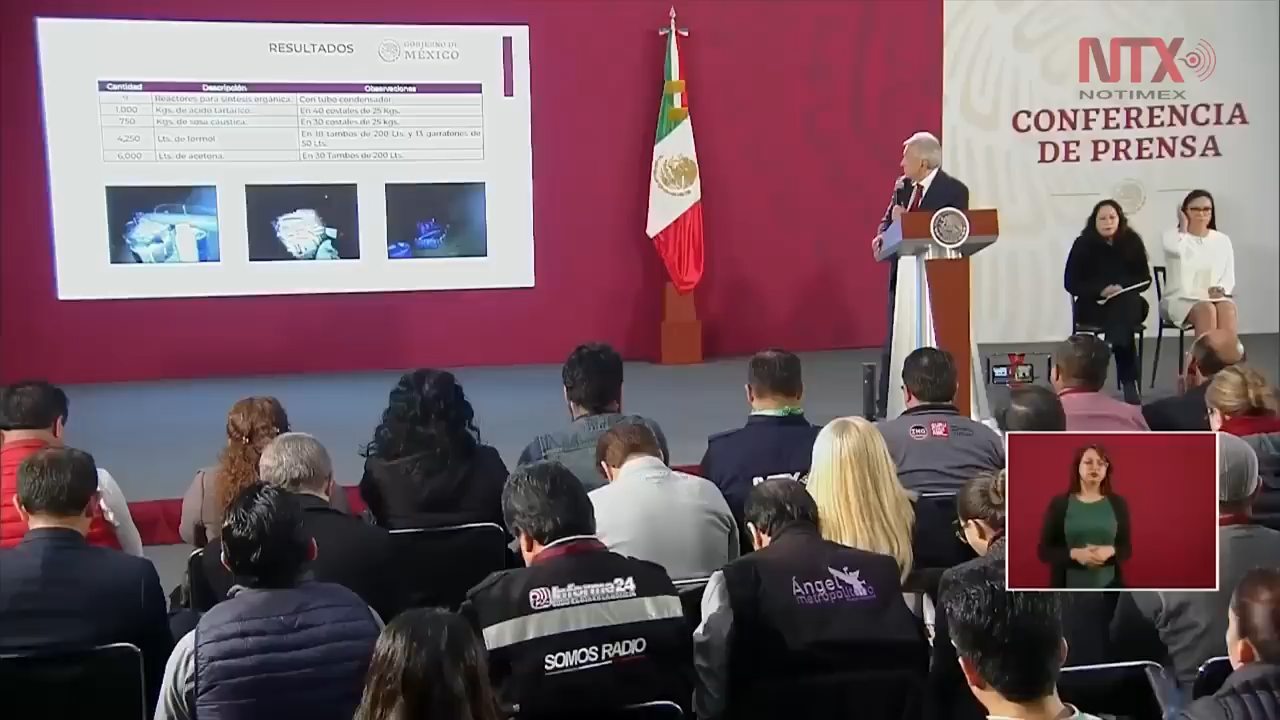 RESULTADOS
GOBIERNO DE
MÉXICO
Cantidad Descripción Observaciones
Reactores para síntesis orgánica. Con tubo condensador.
1,000 Kgs. de ácido tartárico. En 40 costales de 25 Kgs.
750 Kgs. de sosa cáustica. En 30 costales de 25 kgs.
4,250 Lts. de formol En 18 tambos de 200 Lts. y 13 garrafones de
50 Lts.
6,000 Lts. de acetona. En 30 Tambos de 200 Lts.
NTX
NOTIMEX
CONFERENCIA
DE PRENSA
NTX
Informa24
SOMOS RADIO
Ángel
metropolitano